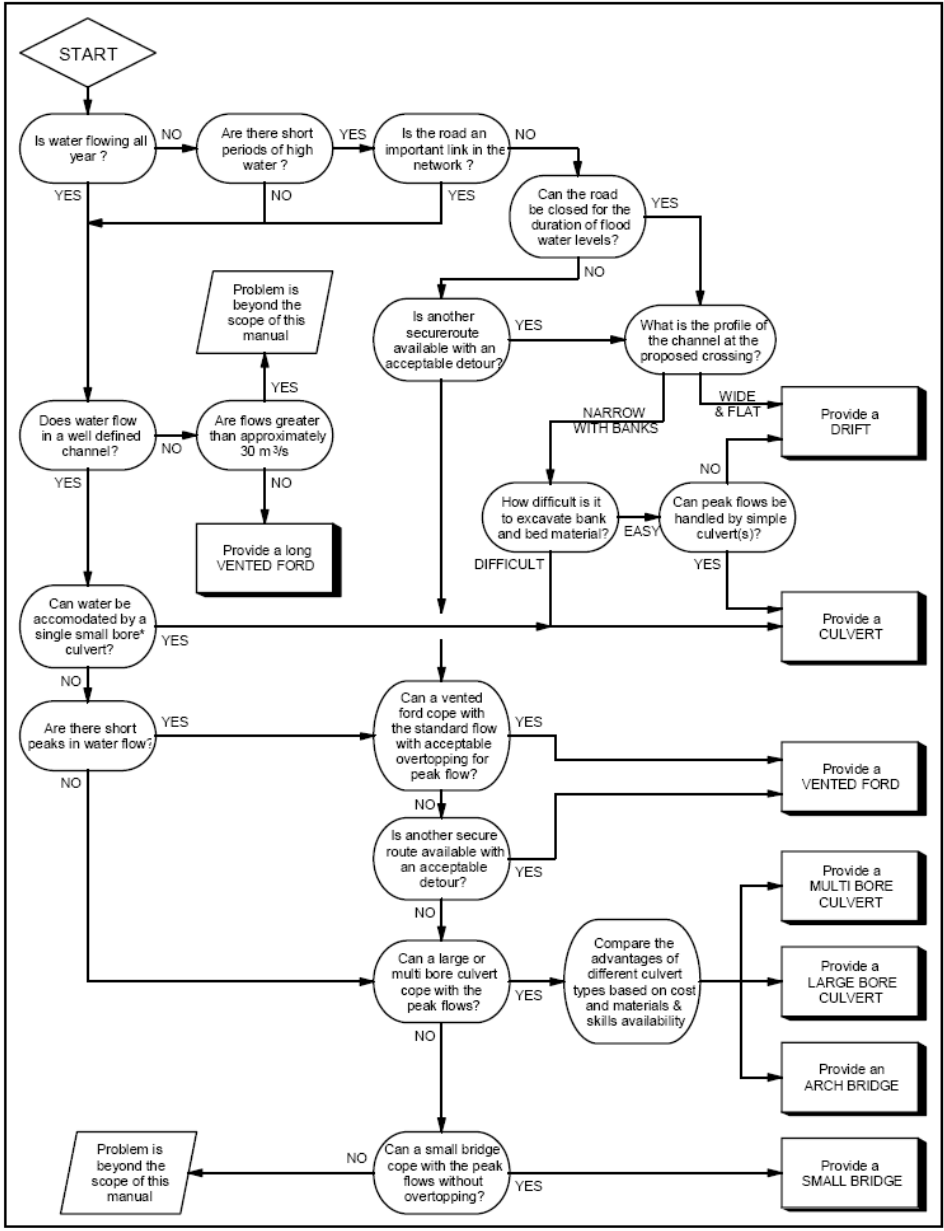 START
Is water flowing all
year ?
NO
Are there short
periods of high
water ?
YES
Is the road an
important link in the
network ?
NO
YES
NO
YES
Can the road
be closed for the
duration of flood
water levels?
YES
NO
Problem is
beyond the
scope of this
manual
Is another
secureroute
available with an
acceptable detour?
YES
What is the profile of
the channel at the
proposed crossing?
YES
WIDE
& FLAT
NARROW
WITH BANKS
Provide a
DRIFT
Does water flow
in a well defined
channel?
NO
Are flows greater
than approximately
30 m³/s
YES
NO
NO
How difficult is it
to excavate bank
and bed material?
EASY
Can peak flows be
handled by simple
culvert(s)?
Provide a long
VENTED FORD
DIFFICULT
YES
Can water be
accomodated by a
single small bore*
culvert?
YES
Provide a
CULVERT
NO
Are there short
peaks in water flow?
YES
Can a vented
ford cope with
the standard flow
with acceptable
overtopping for
peak flow?
YES
Provide a
VENTED FORD
NO
NO
Is another secure
route available with
an acceptable
detour?
YES
Provide a
MULTI BORE
CULVERT
NO
Can a large or
multi bore culvert
cope with the
peak flows?
YES
Compare the
advantages of
different culvert
types based on cost
and materials &
skills availability
Provide a
LARGE BORE
CULVERT
NO
Provide an
ARCH BRIDGE
Problem is
beyond the
scope of this
manual
NO
Can a small bridge
cope with the peak
flows without
overtopping?
YES
Provide a
SMALL BRIDGE